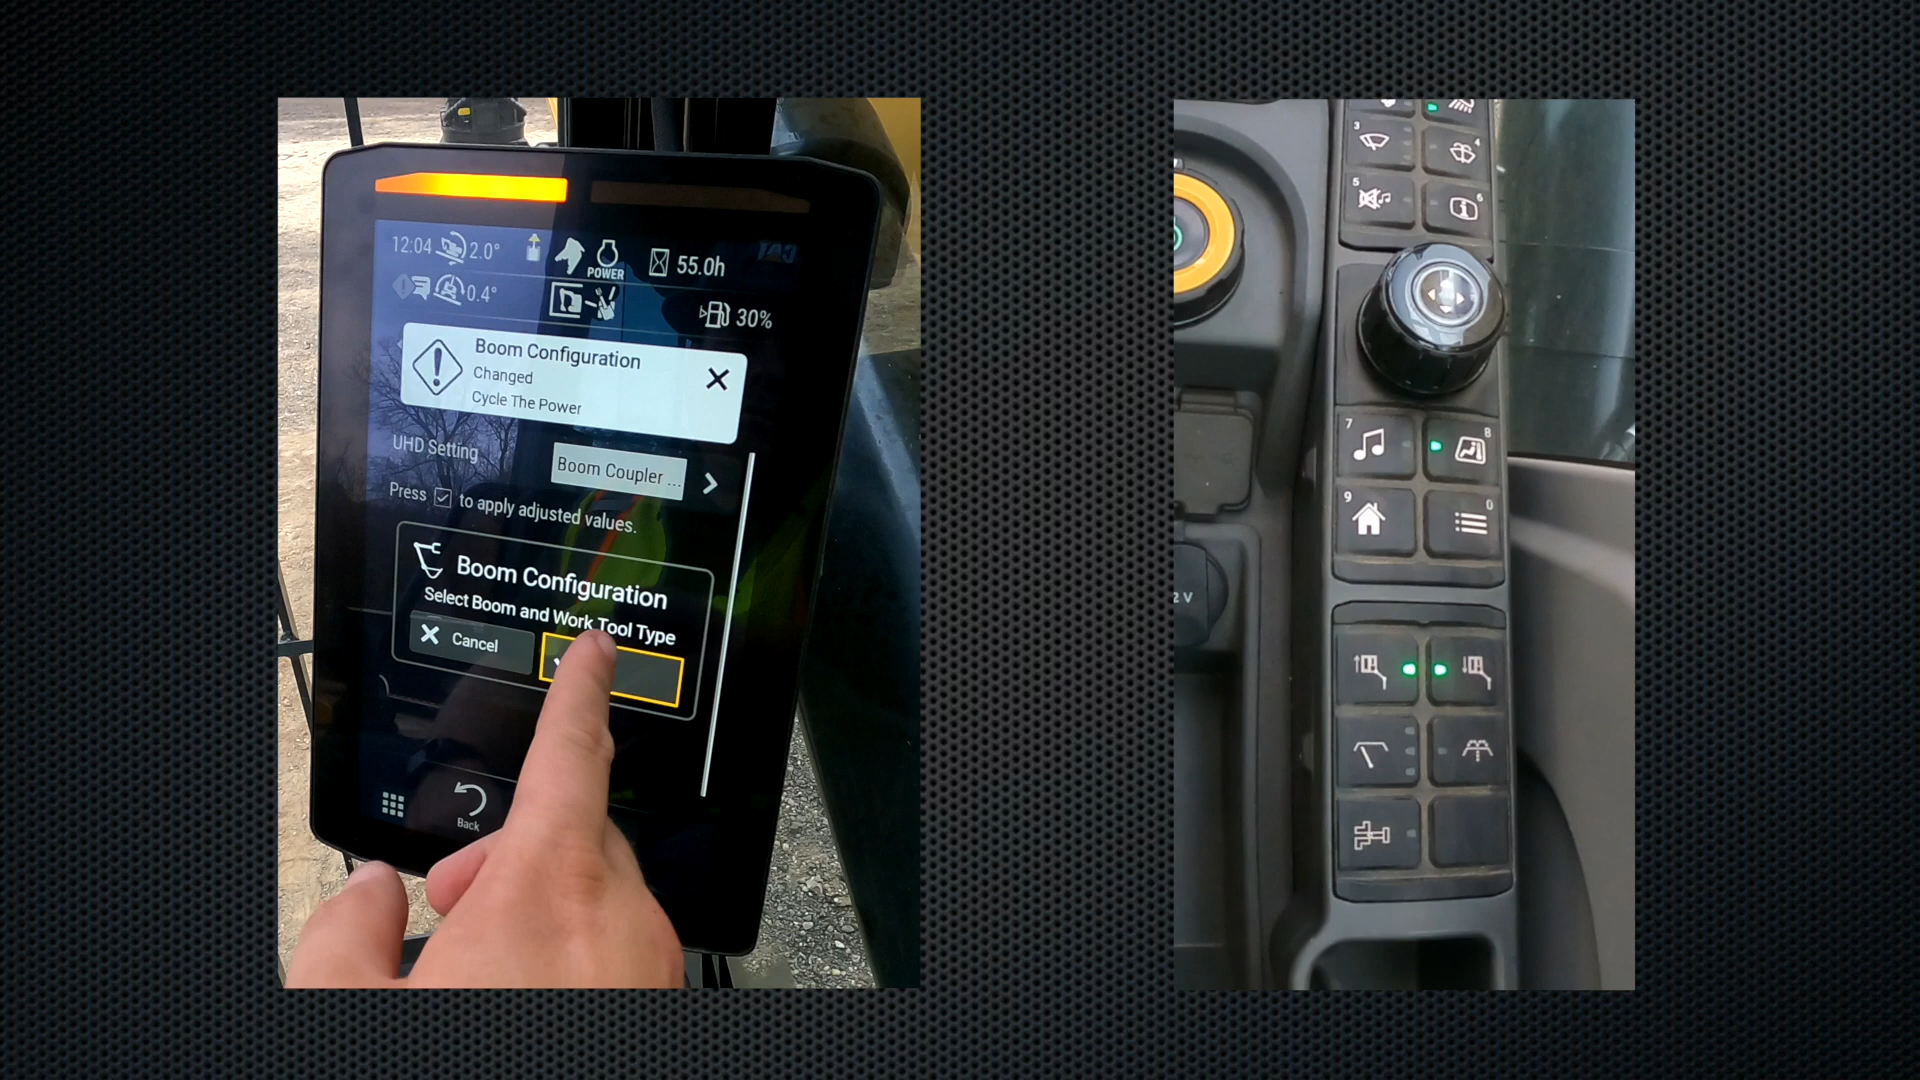 12:04 2.0° POWER 55.0h CAT
0.4° 30%
Boom Configuration
Changed
Cycle The Power
UHD Setting
Boom Coupler ...
Press to apply adjusted values.
Boom Configuration
Select Boom and Work Tool Type
Cancel
Back
3
4
5
6
7
8
9
0
2 V